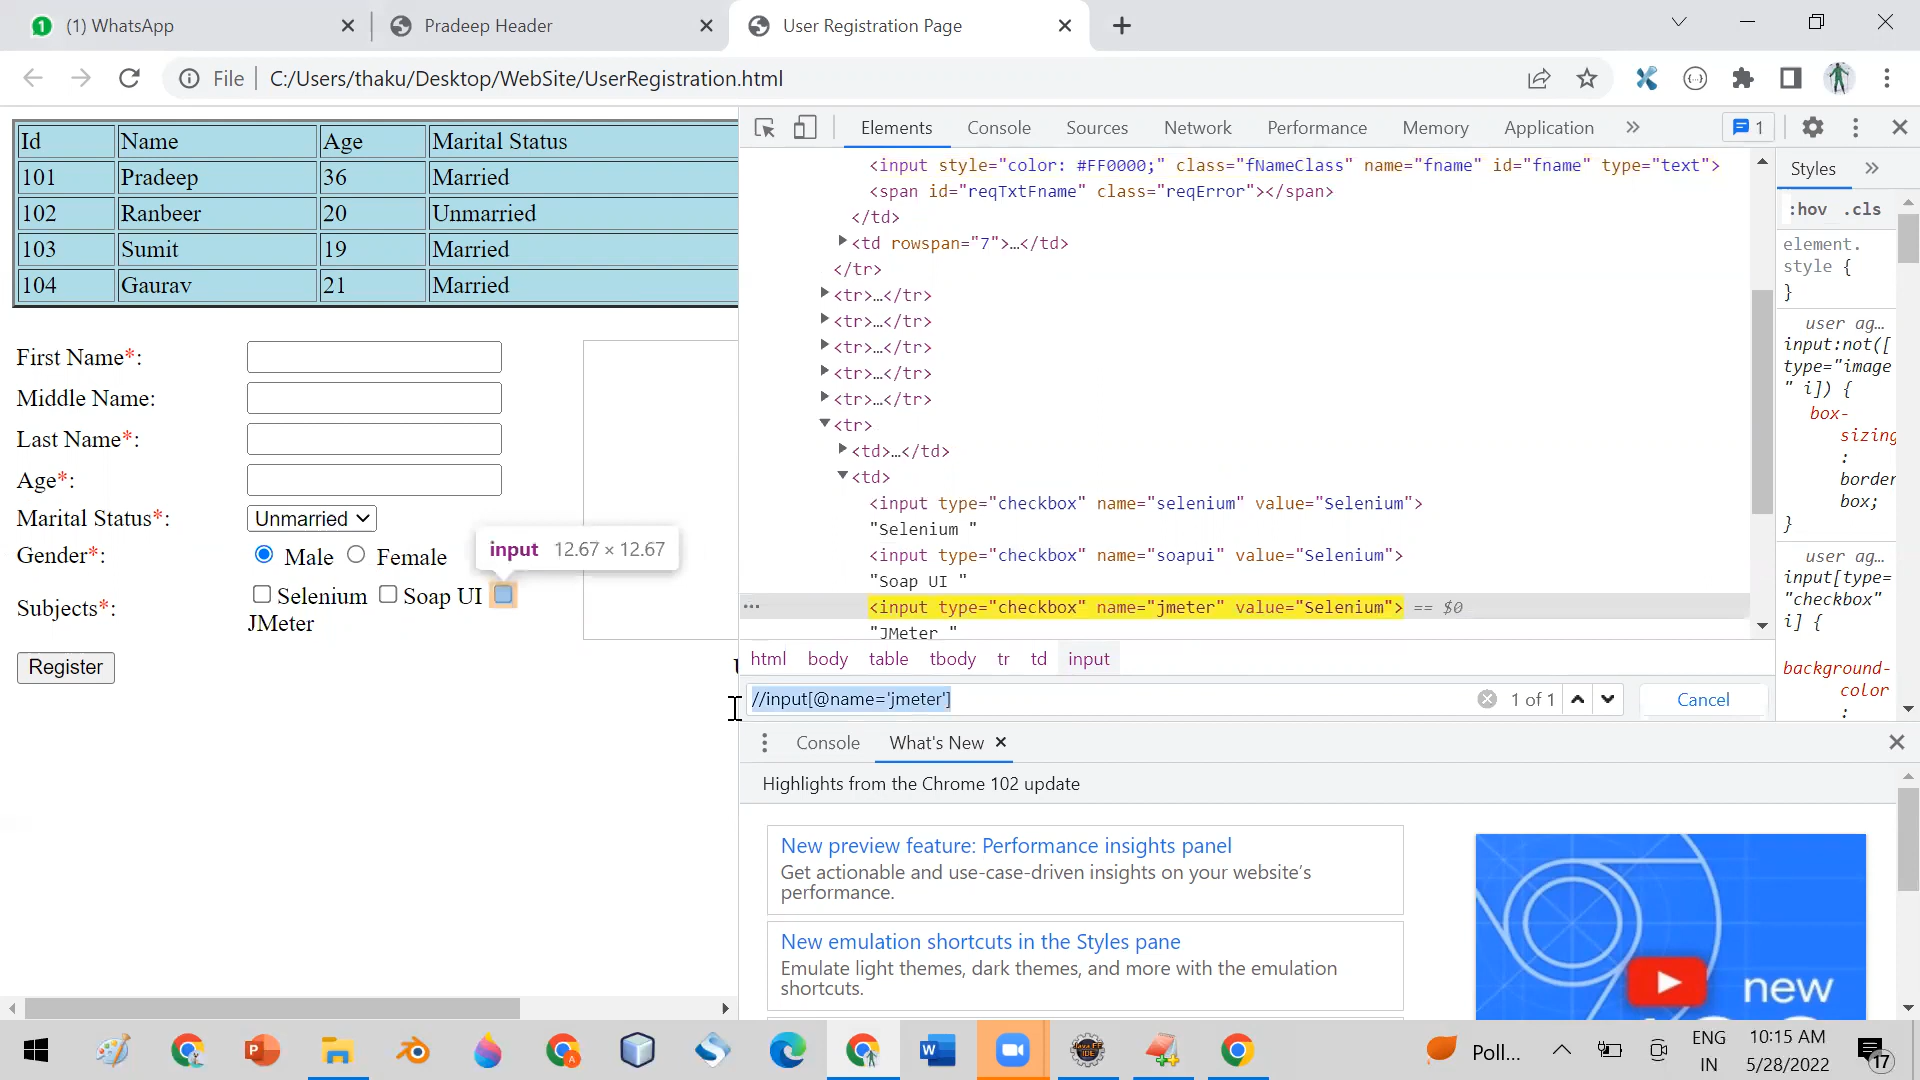 (1) WhatsApp
Pradeep Header
User Registration Page
File
C:/Users/thaku/Desktop/WebSite/UserRegistration.html
Id Name Age Marital Status
101 Pradeep 36 Married
102 Ranbeer 20 Unmarried
103 Sumit 19 Married
104 Gaurav 21 Married
First Name*:
Middle Name:
Last Name*:
Age*:
Marital Status*: Unmarried
Gender*: Male Female
input 12.67 × 12.67
Subjects*: Selenium Soap UI
JMeter
Register
Elements Console Sources Network Performance Memory Application » 1
<input style="color: #FF0000;" class="fNameClass" name="fname" id="fname" type="text">
<span id="reqTxtFname" class="reqError"></span>
</td>
<td rowspan="7">…</td>
</tr>
<tr>…</tr>
<tr>…</tr>
<tr>…</tr>
<tr>…</tr>
<tr>…</tr>
<tr>
<td>…</td>
<td>
<input type="checkbox" name="selenium" value="Selenium">
"Selenium "
<input type="checkbox" name="soapui" value="Selenium">
"Soap UI "
<input type="checkbox" name="jmeter" value="Selenium"> == $0
"JMeter "
html body table tbody tr td input
//input[@name='jmeter']
1 of 1
Cancel
Styles »
:hov .cls
element.
style {
}
user ag…
input:not([
type="image
" i]) {
box-
sizing
:
border
box;
}
user ag…
input[type=
"checkbox"
i] {
background-
color
:
Console What's New
Highlights from the Chrome 102 update
New preview feature: Performance insights panel
Get actionable and use-case-driven insights on your website's
performance.
New emulation shortcuts in the Styles pane
Emulate light themes, dark themes, and more with the emulation
shortcuts.
new
Poll...
ENG
IN
10:15 AM
5/28/2022
17